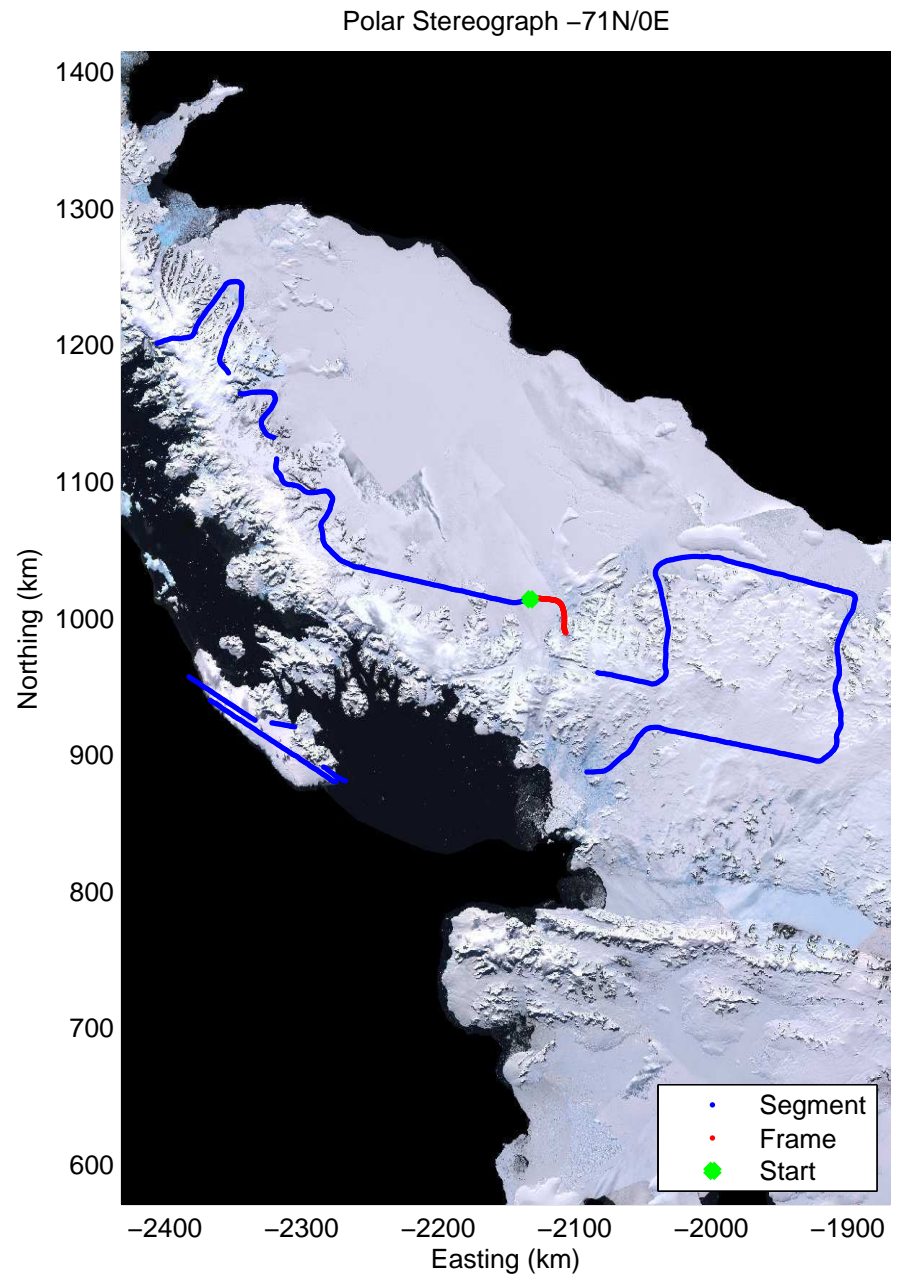 Polar Stereograph −71N/0E
1400
1300
1200
1100
1000
900
800
700
600
Northing (km)
−2400
−2300
−2200
−2100
−2000
−1900
Easting (km)
Segment
Frame
Start